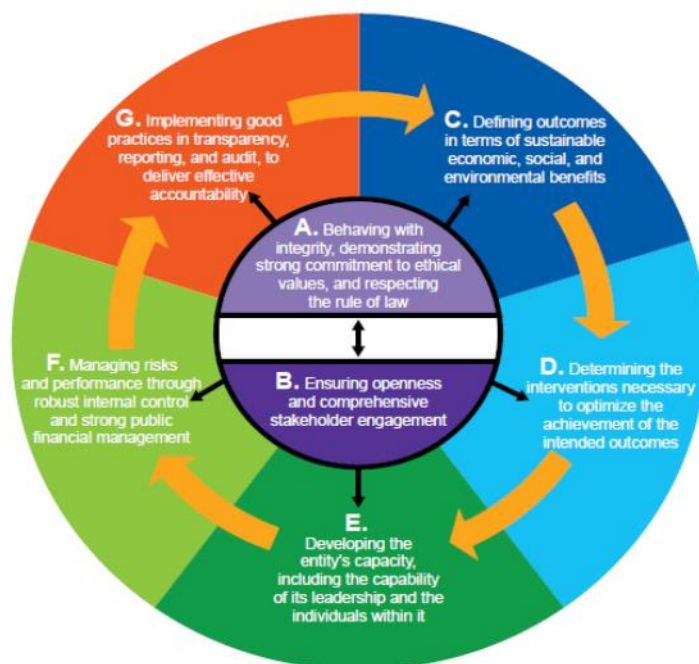 G. Implementing good
practices in transparency,
reporting, and audit, to
deliver effective
accountability
C. Defining outcomes
in terms of sustainable
economic, social, and
environmental benefits
A. Behaving with
integrity, demonstrating
strong commitment to ethical
values, and respecting
the rule of law
F. Managing risks
and performance through
robust internal control
and strong public
financial management
B. Ensuring openness
and comprehensive
stakeholder engagement
D. Determining the
interventions necessary
to optimize the
achievement of the
intended outcomes
E.
Developing the
entity's capacity,
including the capability
of its leadership and the
individuals within it